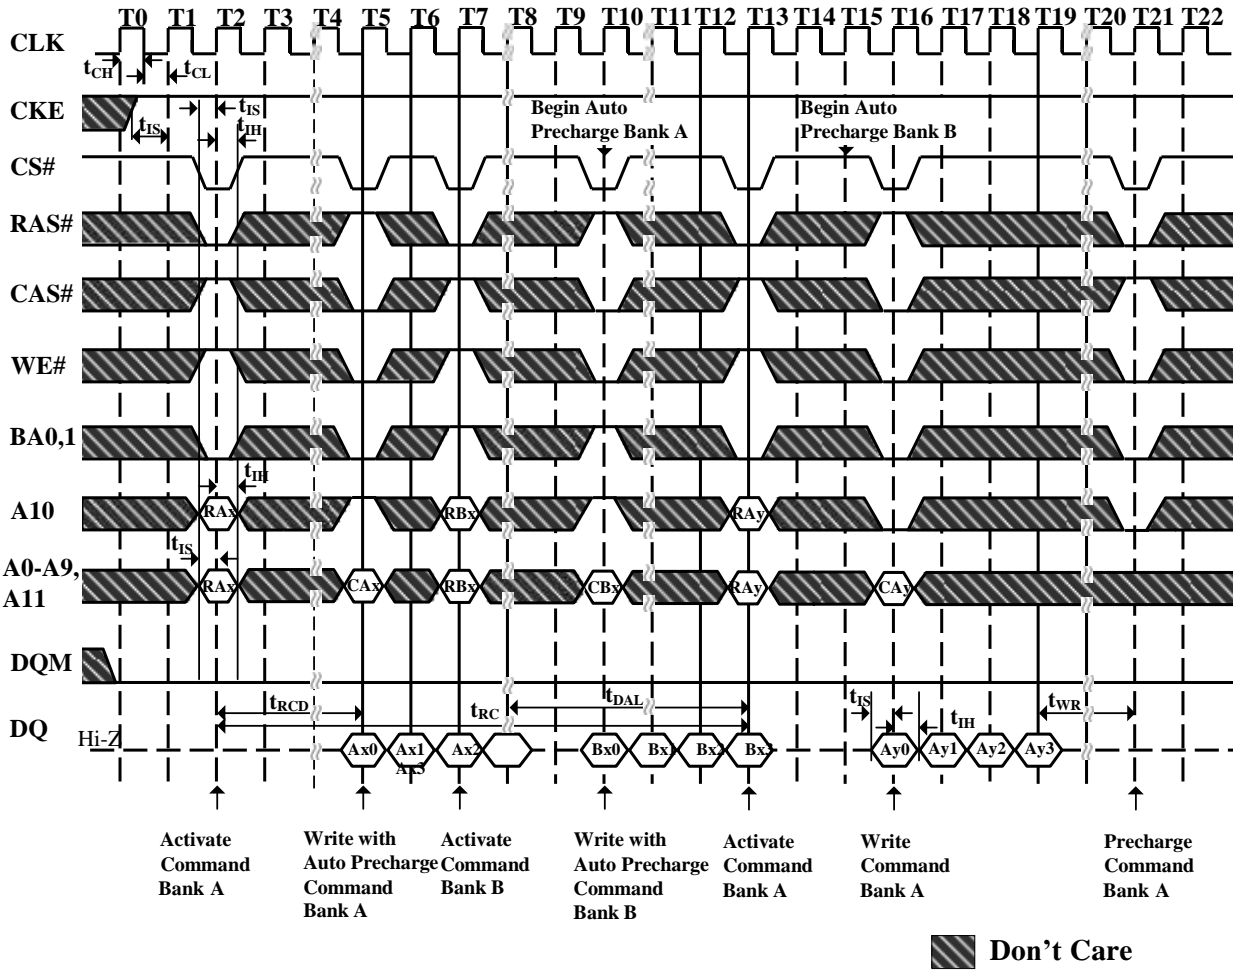 T0 T1 T2 T3 T4 T5 T6 T7 T8 T9 T10 T11 T12 T13 T14 T15 T16 T17 T18 T19 T20 T21 T22
CLK
tCH tCL
CKE
tIS
tIS
tIH
Begin Auto
Precharge Bank A
Begin Auto
Precharge Bank B
CS#
RAS#
CAS#
WE#
BA0,1
tIH
A10
RAx RBx RAy
tIS
A0-A9,
A11
RAx CAx RBx CBx RAy CAy
DQM
tRCD
tRC
tDAL
tIS
tIH
tWR
DQ
Hi-Z
Ax0 Ax1 Ax2 Bx0 Bx1 Bx2 Bx3 Ay0 Ay1 Ay2 Ay3
Ax3
Activate
Command
Bank A
Write with
Auto Precharge
Command
Bank A
Activate
Command
Bank B
Write with
Auto Precharge
Command
Bank B
Activate
Command
Bank A
Write
Command
Bank A
Precharge
Command
Bank A
Don't Care